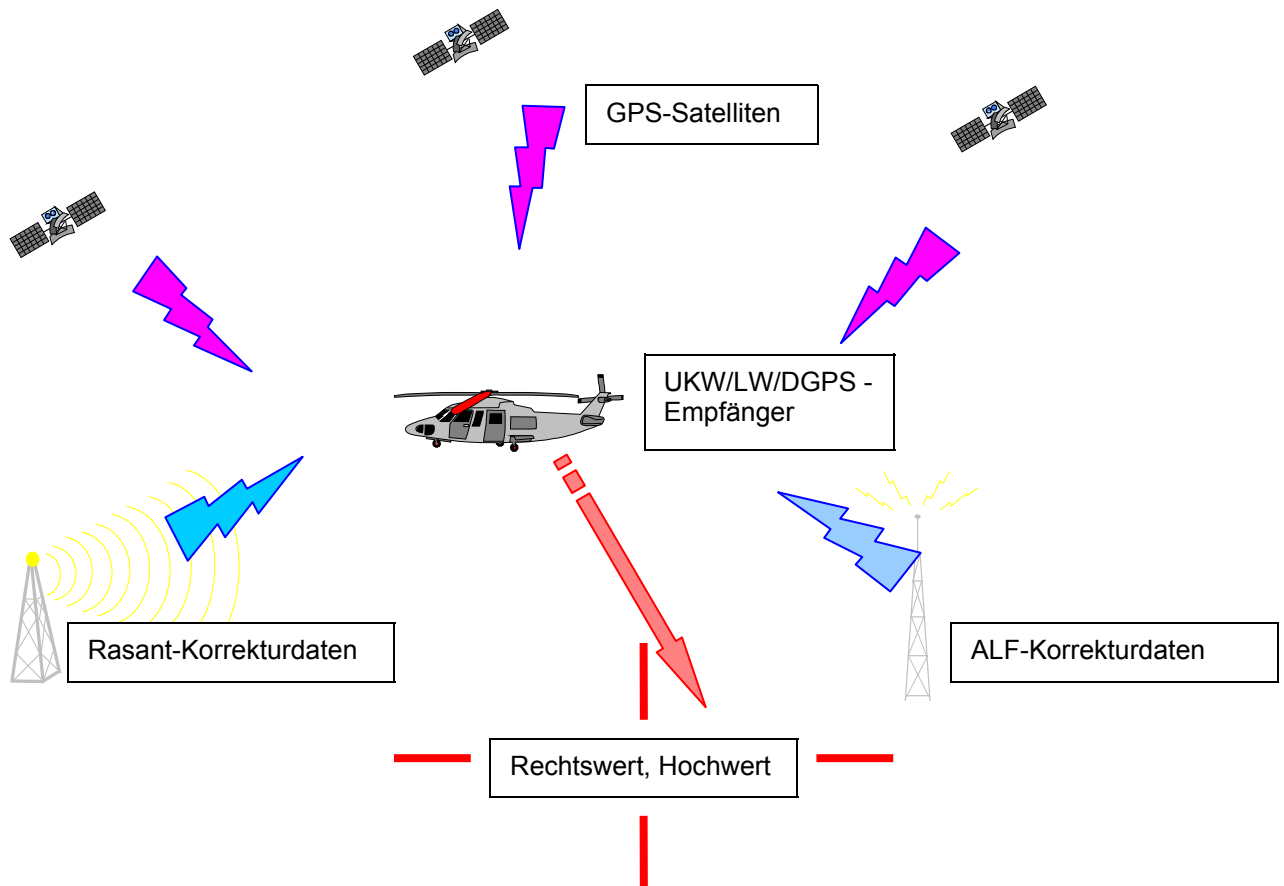 GPS-Satelliten
UKW/LW/DGPS -
Empfänger
Rasant-Korrekturdaten
ALF-Korrekturdaten
Rechtswert, Hochwert